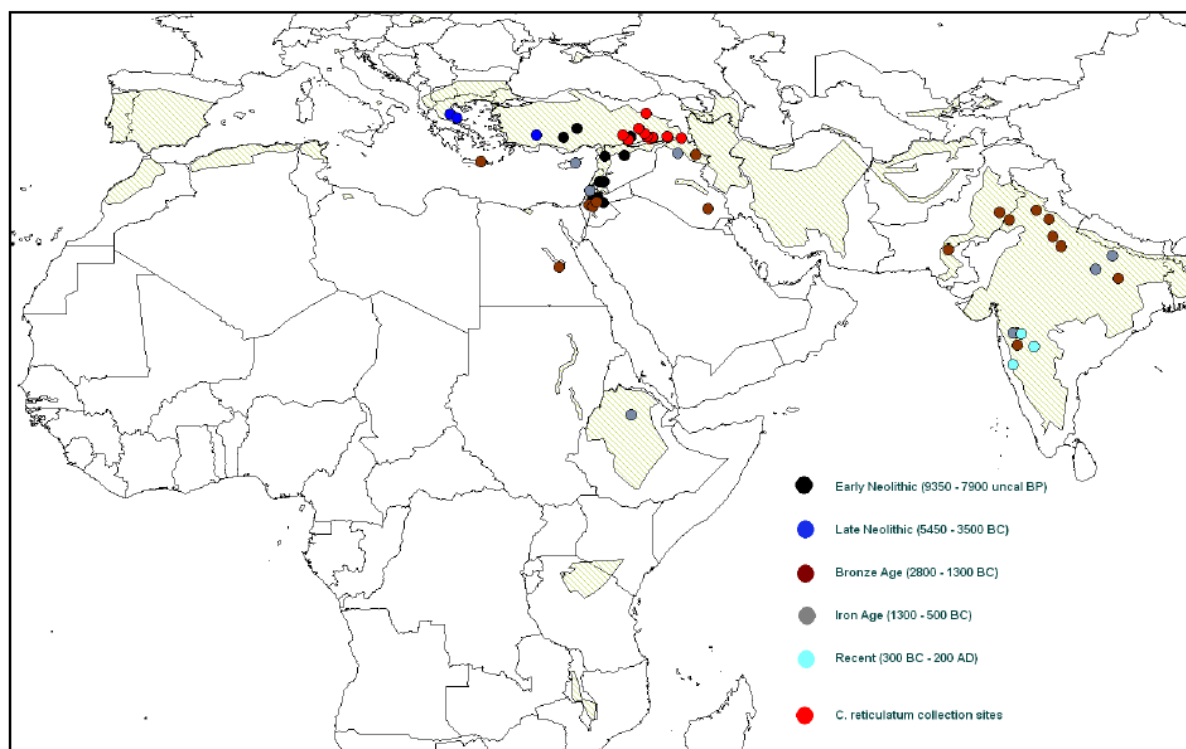 Early Neolithic (9350 - 7900 uncal BP)
Late Neolithic (5450 - 3500 BC)
Bronze Age (2800 - 1300 BC)
Iron Age (1300 - 500 BC)
Recent (300 BC - 200 AD)
C. reticulatum collection sites